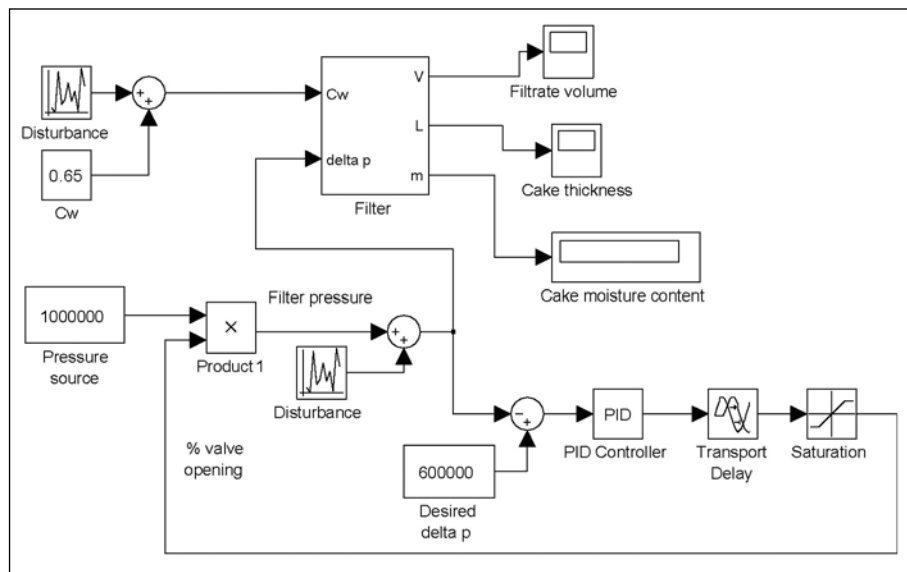 V
Cw
Filtrate volume
Disturbance
L
0.65
delta p
m
Cake thickness
Cw
Filter
Cake moisture content
Filter pressure
1000000
×
Pressure
source
Product 1
Disturbance
PID
% valve
opening
PID Controller
Transport
Delay
Saturation
600000
Desired
delta p